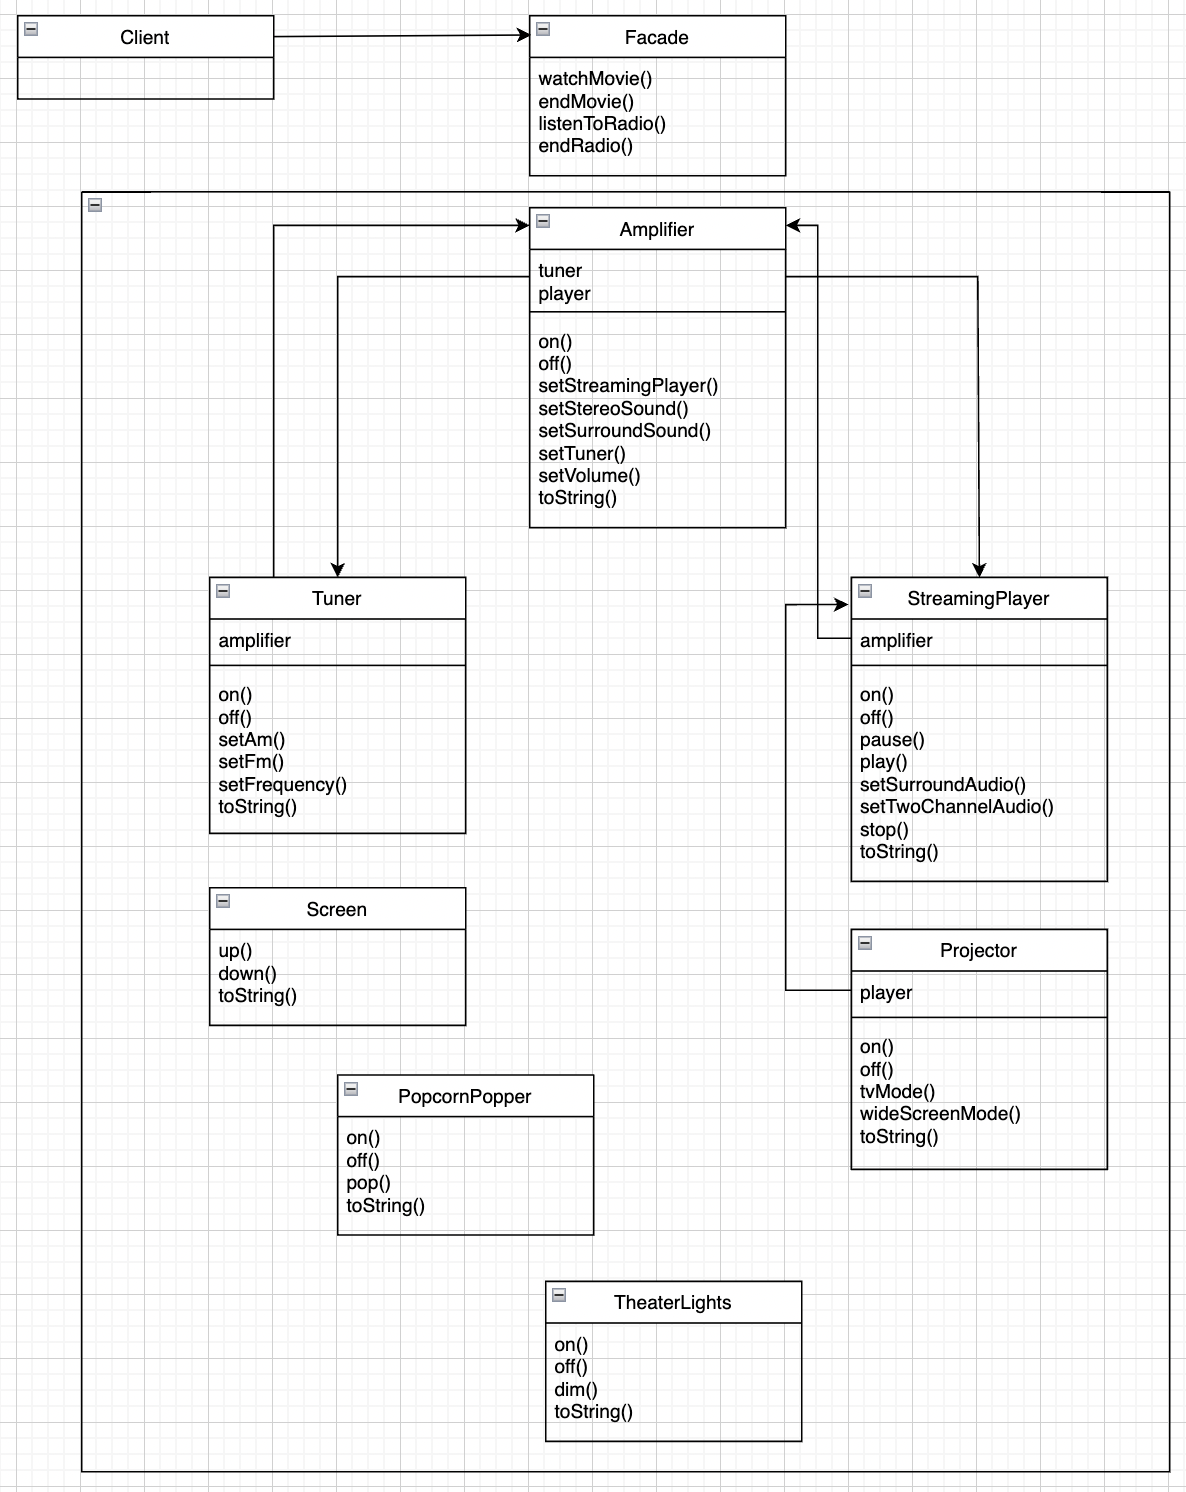 Client
Facade
watchMovie()
endMovie()
listenToRadio()
endRadio()
Amplifier
tuner
player
on()
off()
setStreamingPlayer()
setStereoSound()
setSurroundSound()
setTuner()
setVolume()
toString()
Tuner
amplifier
on()
off()
setAm()
setFm()
setFrequency()
toString()
StreamingPlayer
amplifier
on()
off()
pause()
play()
setSurroundAudio()
setTwoChannelAudio()
stop()
toString()
Screen
up()
down()
toString()
Projector
player
on()
off()
tvMode()
wideScreenMode()
toString()
PopcornPopper
on()
off()
pop()
toString()
TheaterLights
on()
off()
dim()
toString()